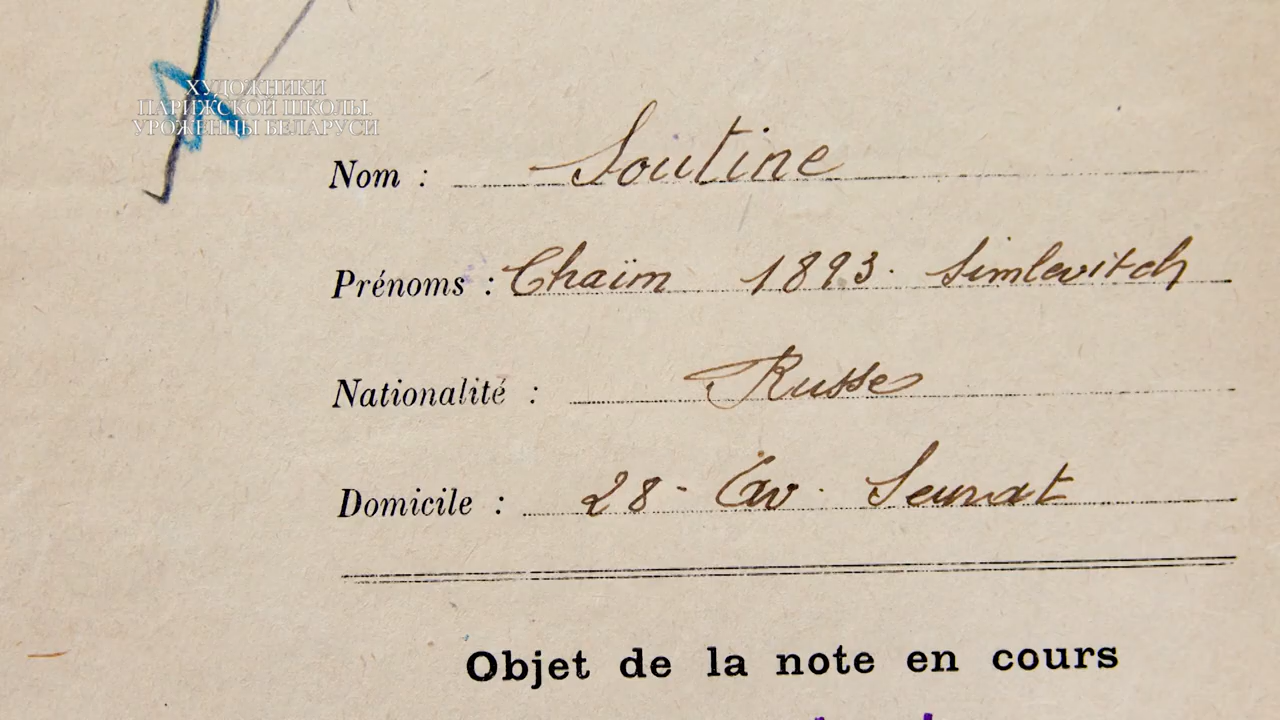 ХУДОЖНИКИ
ПАРИЖСКОЙ ШКОЛЫ.
УРОЖЕНЦЫ БЕЛАРУСИ
Nom : Soutine
Prénoms : Chaïm 1893. Simlevitch
Nationalité : Russe
Domicile : 28 - Av. Seurat
Objet de la note en cours